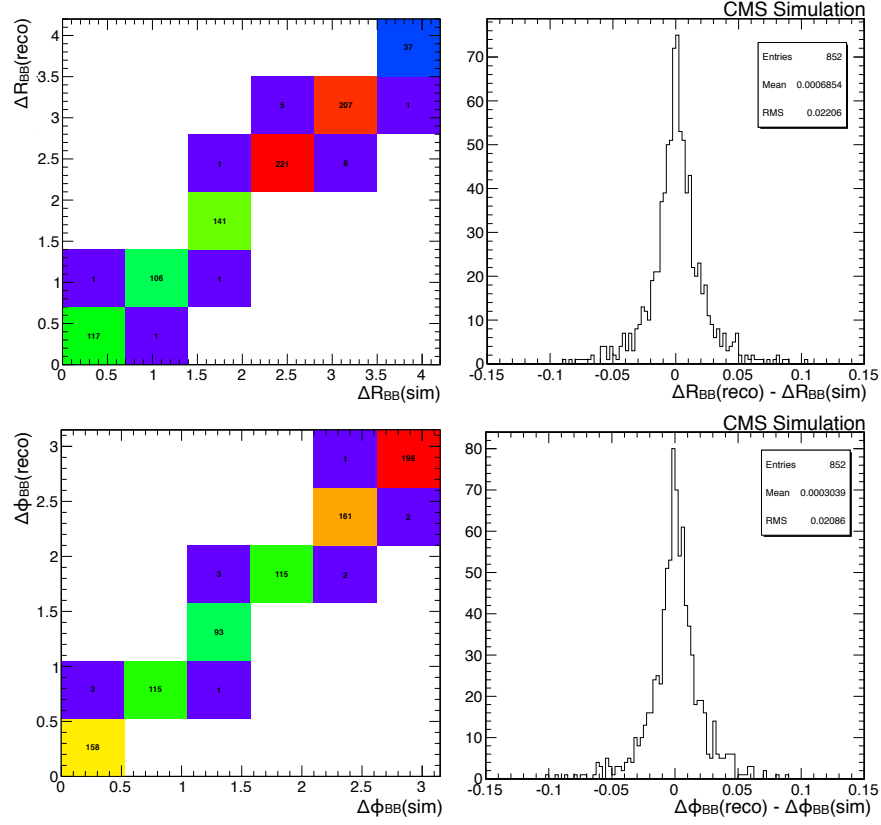 CMS Simulation
ΔR_BB(reco)
4
3.5
3
2.5
2
1.5
1
0.5
0
37
5 207 1
1 221 8
141
1 106 1
117 1
0 0.5 1 1.5 2 2.5 3 3.5 4
ΔR_BB(sim)
70
60
50
40
30
20
10
0
Entries 852
Mean 0.0006854
RMS 0.02206
-0.15 -0.1 -0.05 0 0.05 0.1 0.15
ΔR_BB(reco) - ΔR_BB(sim)
CMS Simulation
Δϕ_BB(reco)
3
2.5
2
1.5
1
0.5
0
1 198
161 2
3 115 2
93
3 115 1
158
0 0.5 1 1.5 2 2.5 3
Δϕ_BB(sim)
80
70
60
50
40
30
20
10
0
Entries 852
Mean 0.0003039
RMS 0.02086
-0.15 -0.1 -0.05 0 0.05 0.1 0.15
Δϕ_BB(reco) - Δϕ_BB(sim)